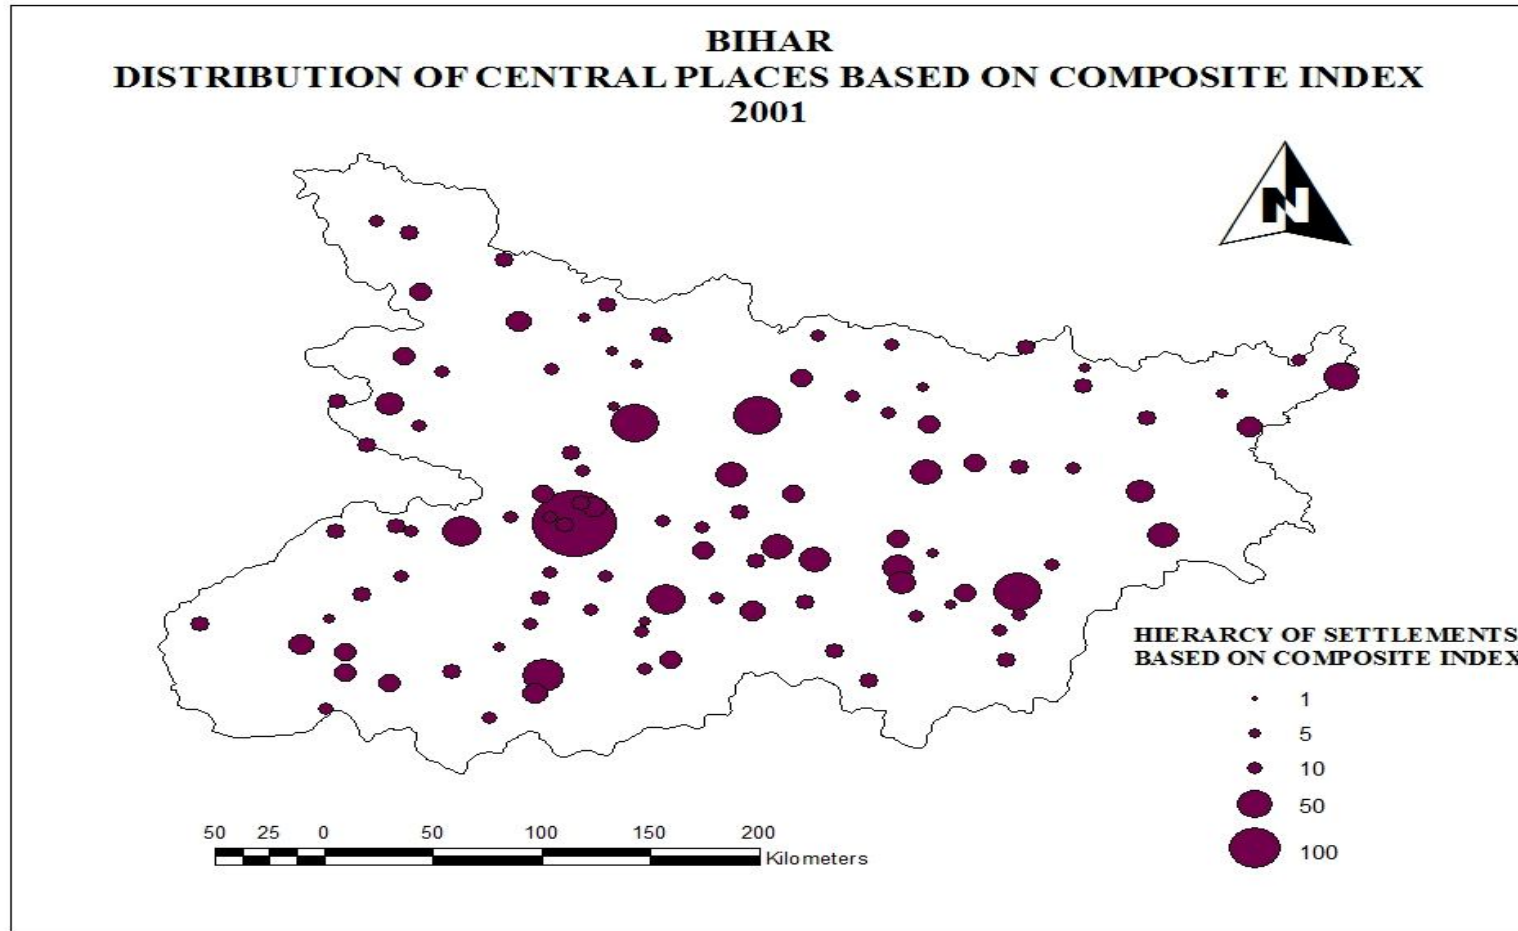 BIHAR
DISTRIBUTION OF CENTRAL PLACES BASED ON COMPOSITE INDEX
2001
N
HIERARCY OF SETTLEMENTS
BASED ON COMPOSITE INDEX
1
5
10
50
100
50 25 0 50 100 150 200
Kilometers